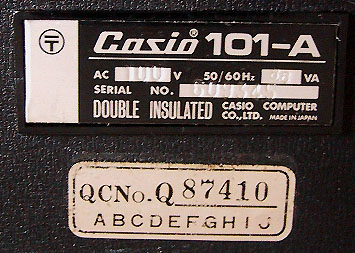 Casio® 101-A
AC 100 V 50/60Hz VA
SERIAL NO.
DOUBLE INSULATED CASIO COMPUTER CO., LTD. MADE IN JAPAN
QCNo.Q 87410
ABCDEFGHIJ